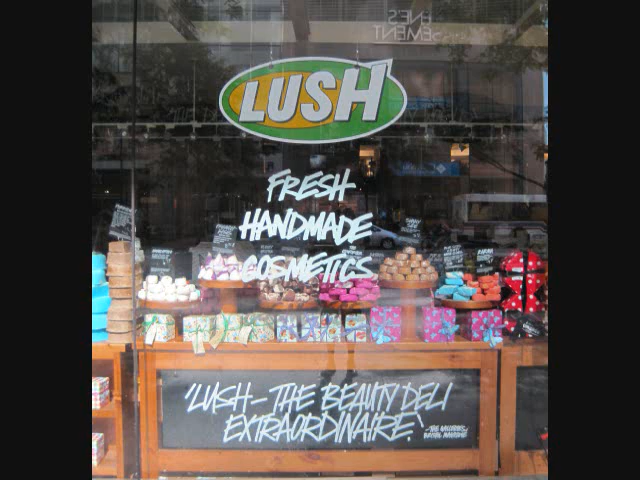 LUSH
FRESH
HANDMADE
COSMETICS
'LUSH - THE BEAUTY DELI
EXTRAORDINAIRE.'